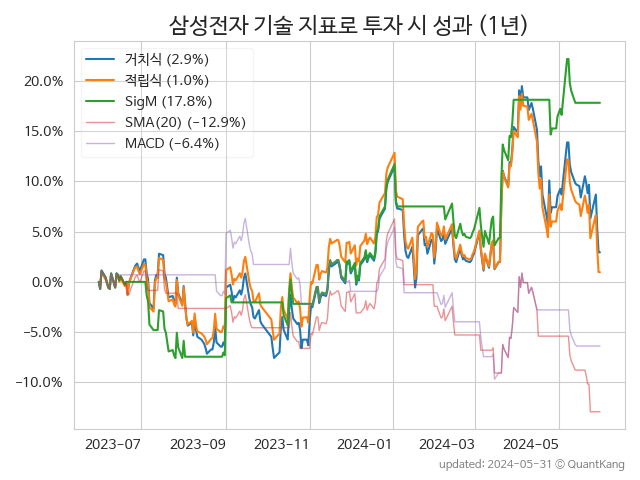 삼성전자 기술 지표로 투자 시 성과 (1년)
거치식 (2.9%)
적립식 (1.0%)
SigM (17.8%)
SMA(20) (−12.9%)
MACD (−6.4%)
20.0%
15.0%
10.0%
5.0%
0.0%
−5.0%
−10.0%
2023-07 2023-09 2023-11 2024-01 2024-03 2024-05
updated: 2024-05-31 © QuantKang